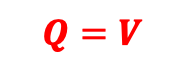 Q = V